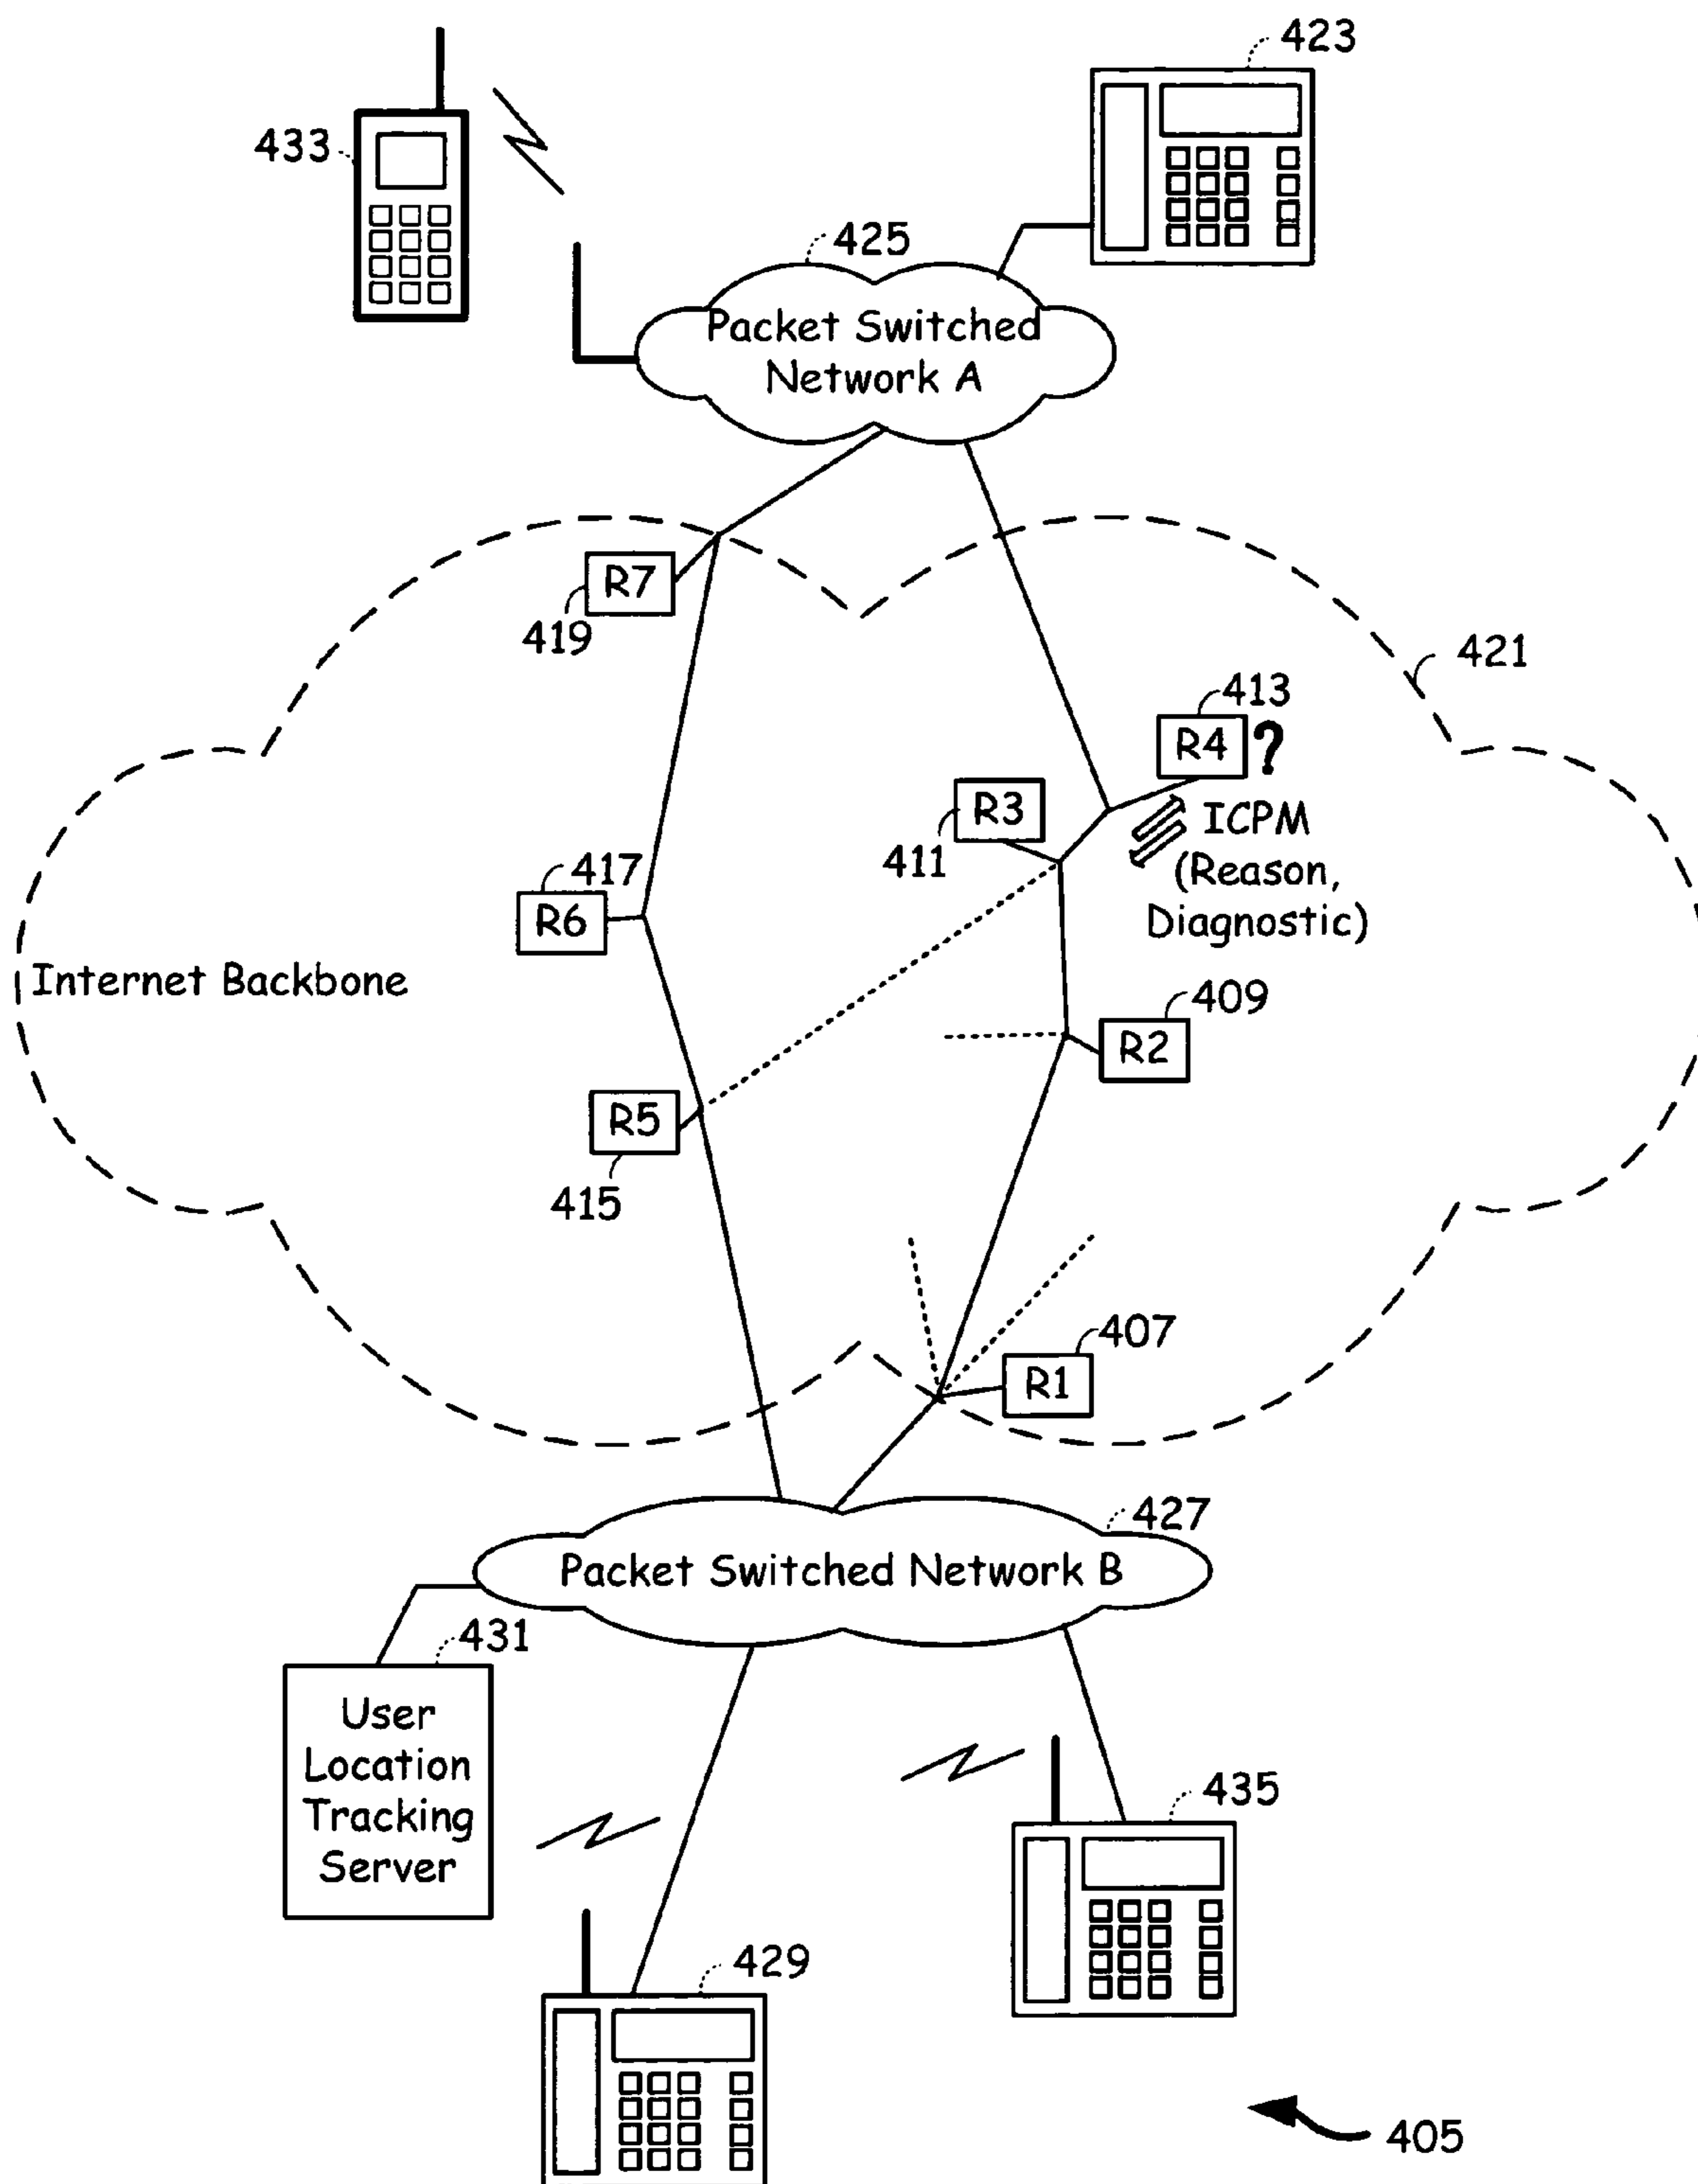 423
433
425
Packet Switched
Network A
R7
419
421
413
R4 ?
R3
411
ICPM
(Reason,
Diagnostic)
417
R6
Internet Backbone
409
R2
R5
415
407
R1
427
Packet Switched Network B
431
User
Location
Tracking
Server
435
429
405